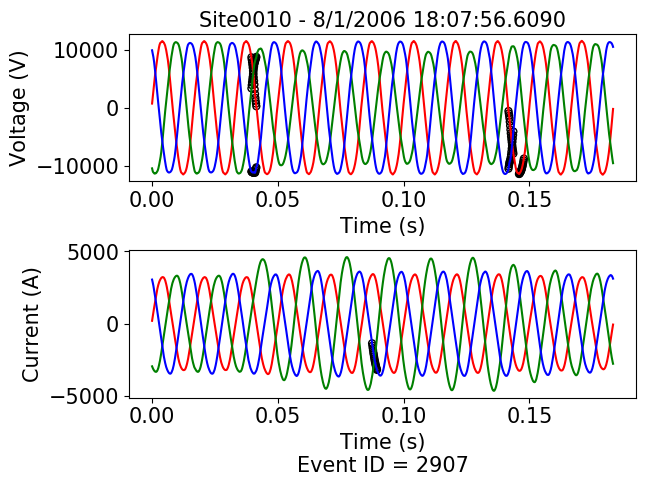 Site0010 - 8/1/2006 18:07:56.6090
Voltage (V)
10000
0
−10000
0.00 0.05 0.10 0.15
Time (s)
Current (A)
5000
0
−5000
0.00 0.05 0.10 0.15
Time (s)
Event ID = 2907